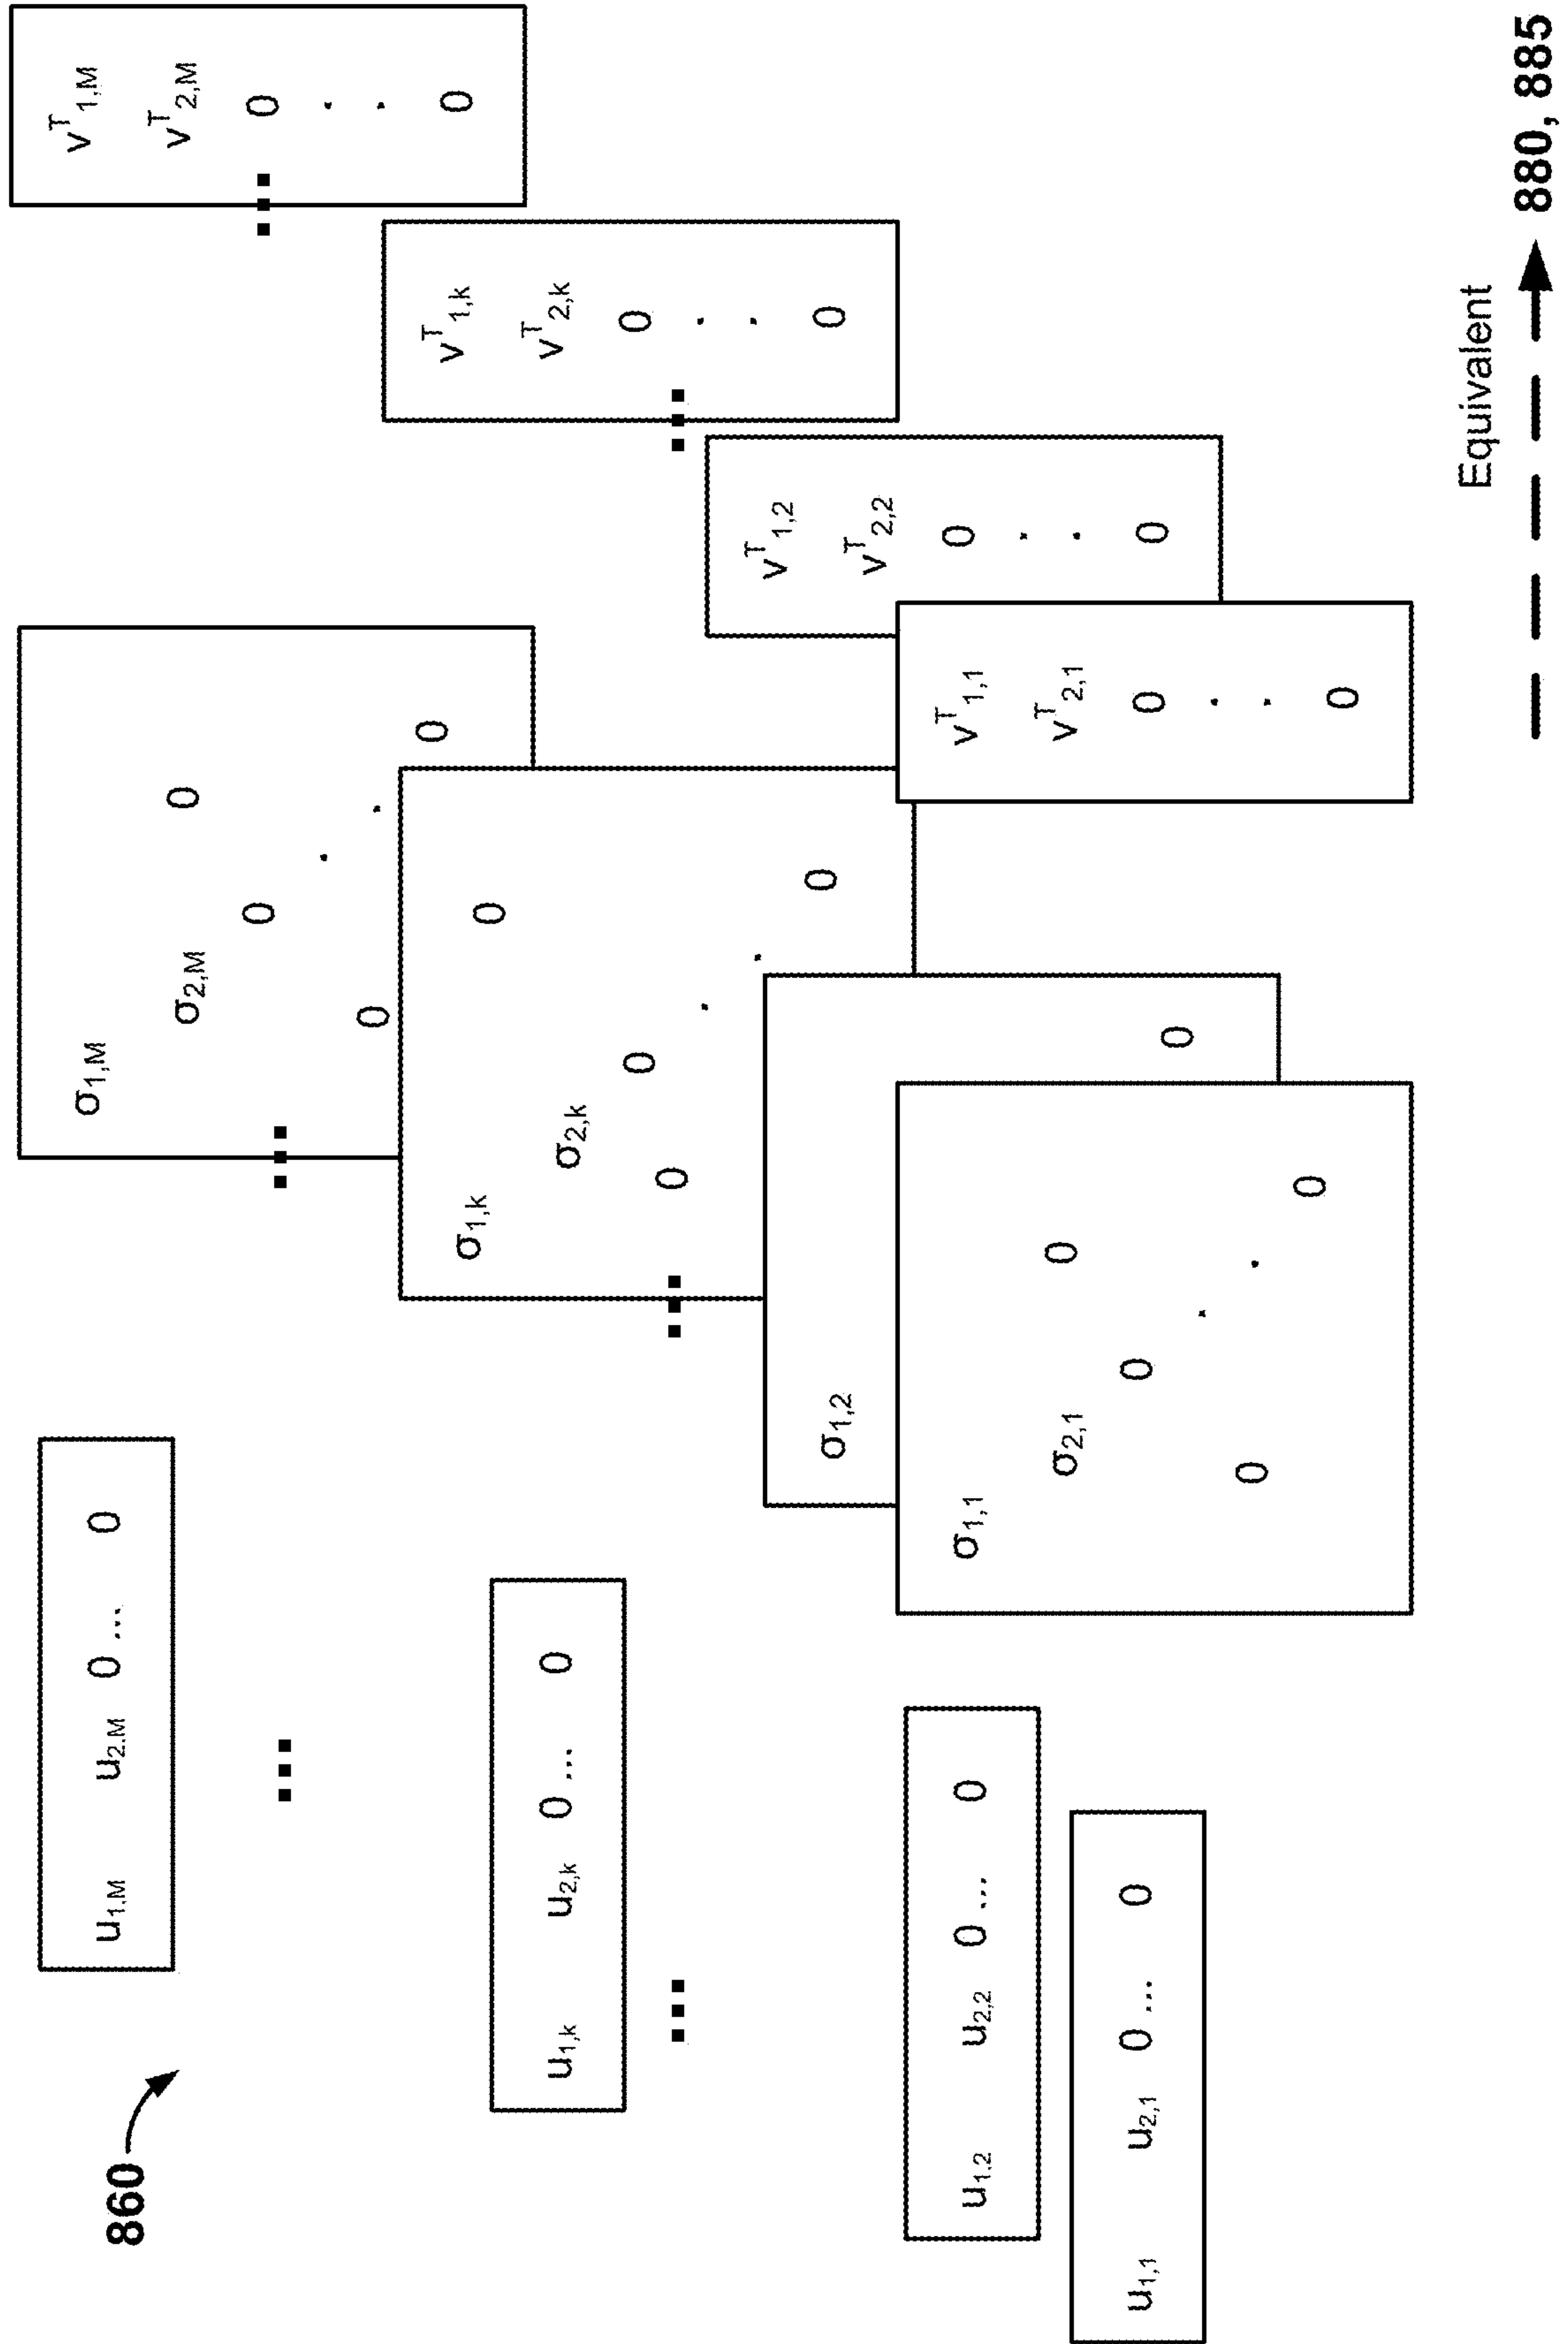 860
u1.M u2.M 0 ... 0
...
u1,k u2,k 0 ... 0
...
u1.2 u2,2 0 ... 0
u1,1 u2,1 0 ... 0
σ1,M
σ2,M 0
0
.
0 .
0
...
σ1,k
0
σ2,k
0
0 .
.
0
...
σ1,2
0
σ1,1
σ2,1 0
0
.
0 .
0
vT1,M
vT2,M
0
.
.
0
...
vT1,k
vT2,k
0
.
.
0
...
vT1,2
vT2,2
0
.
.
0
vT1,1
vT2,1
0
.
.
0
Equivalent
880, 885